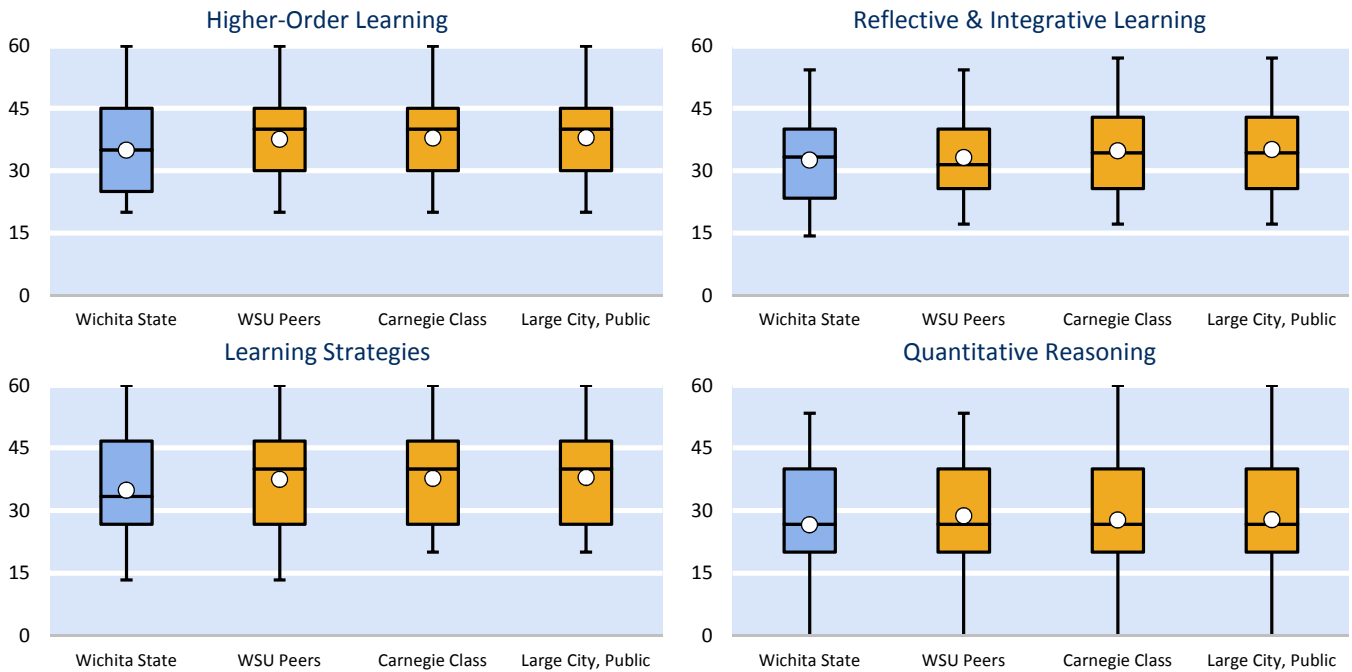 Higher-Order Learning
60
45
30
15
0
Wichita State WSU Peers Carnegie Class Large City, Public
Reflective & Integrative Learning
60
45
30
15
0
Wichita State WSU Peers Carnegie Class Large City, Public
Learning Strategies
60
45
30
15
0
Wichita State WSU Peers Carnegie Class Large City, Public
Quantitative Reasoning
60
45
30
15
0
Wichita State WSU Peers Carnegie Class Large City, Public